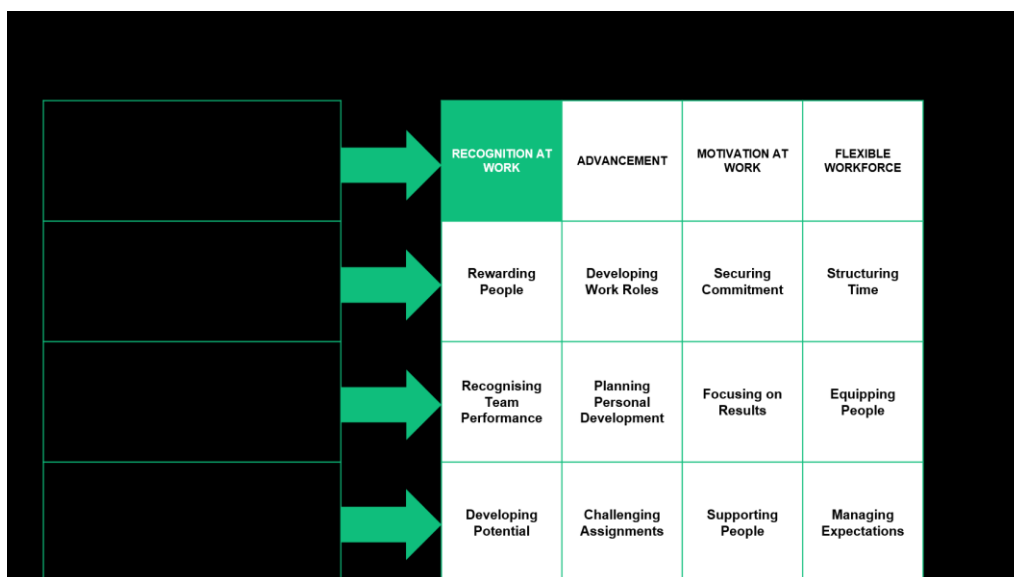 RECOGNITION AT
WORK
ADVANCEMENT
MOTIVATION AT
WORK
FLEXIBLE
WORKFORCE
Rewarding
People
Developing
Work Roles
Securing
Commitment
Structuring
Time
Recognising
Team
Performance
Planning
Personal
Development
Focusing on
Results
Equipping
People
Developing
Potential
Challenging
Assignments
Supporting
People
Managing
Expectations